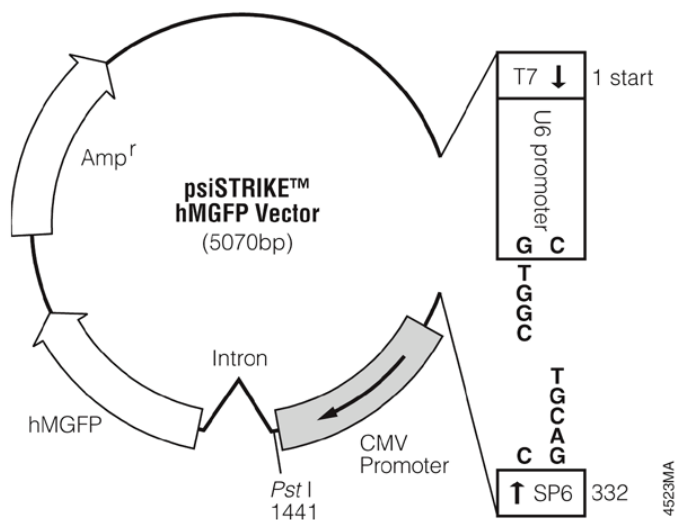 T7 ↓ 1 start
U6 promoter
G C
T
G
G
C
T
G
C
A
C G
↑ SP6 332
Amp^r
psiSTRIKE™
hMGFP Vector
(5070bp)
Intron
hMGFP
CMV
Promoter
Pst I
1441
4523MA